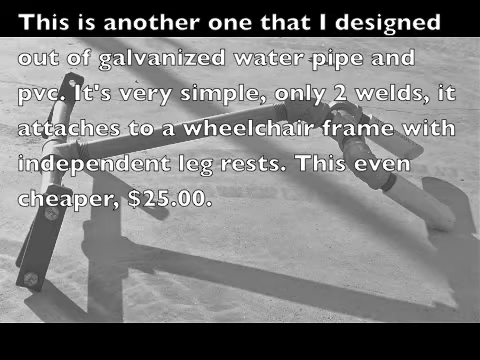 This is another one that I designed
out of galvanized water pipe and
pvc. It's very simple, only 2 welds, it
attaches to a wheelchair frame with
independent leg rests. This even
cheaper, $25.00.